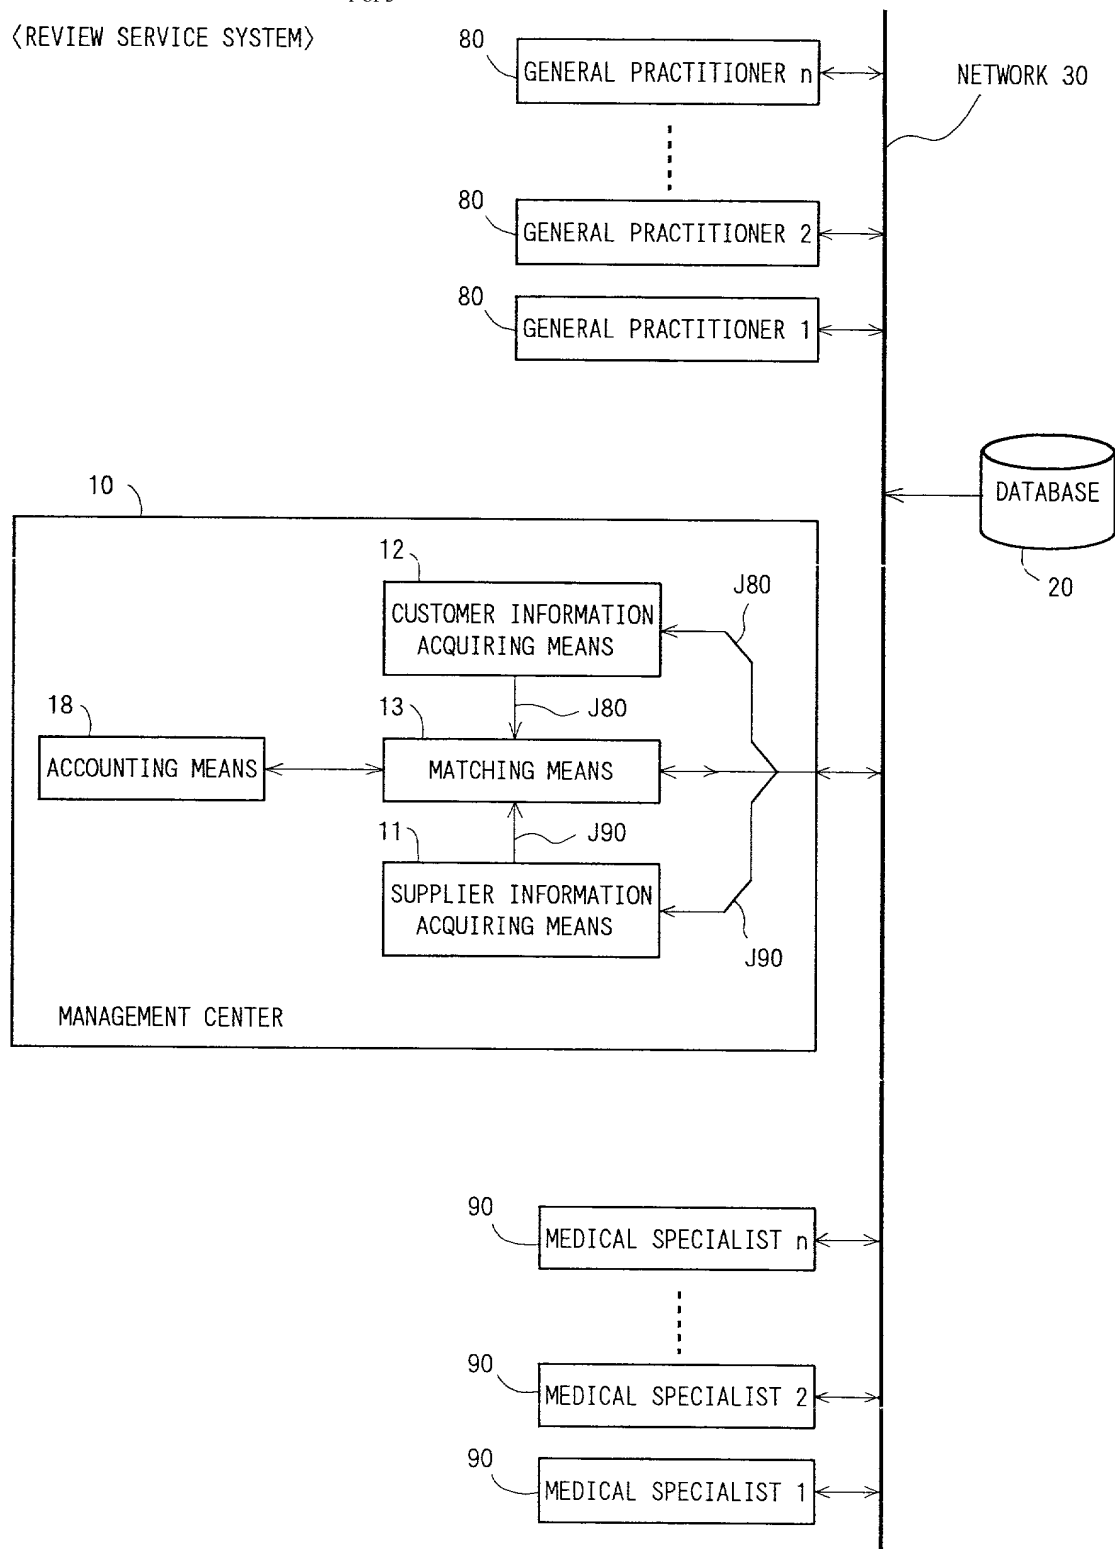 〈REVIEW SERVICE SYSTEM〉
80
GENERAL PRACTITIONER n
NETWORK 30
80
GENERAL PRACTITIONER 2
80
GENERAL PRACTITIONER 1
DATABASE
20
10
12
CUSTOMER INFORMATION
ACQUIRING MEANS
J80
J80
18
13
ACCOUNTING MEANS
MATCHING MEANS
11
J90
SUPPLIER INFORMATION
ACQUIRING MEANS
J90
MANAGEMENT CENTER
90
MEDICAL SPECIALIST n
90
MEDICAL SPECIALIST 2
90
MEDICAL SPECIALIST 1